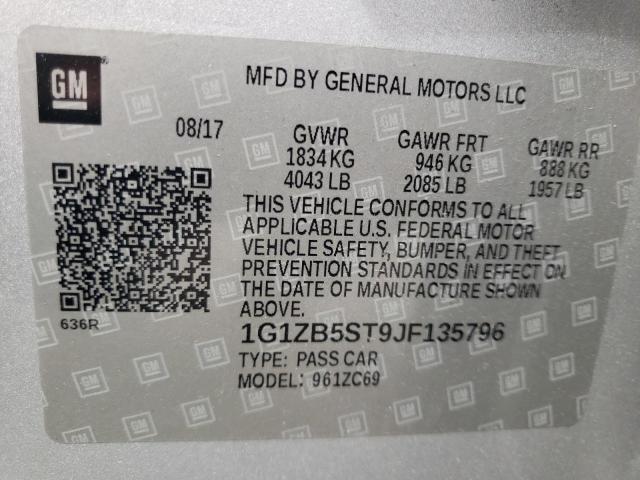 GM
MFD BY GENERAL MOTORS LLC
08/17
GVWR GAWR FRT GAWR RR
1834 KG 946 KG 888 KG
4043 LB 2085 LB 1957 LB
THIS VEHICLE CONFORMS TO ALL
APPLICABLE U.S. FEDERAL MOTOR
VEHICLE SAFETY, BUMPER, AND THEFT
PREVENTION STANDARDS IN EFFECT ON
THE DATE OF MANUFACTURE SHOWN
ABOVE.
636R
1G1ZB5ST9JF135796
TYPE: PASS CAR
MODEL: 961ZC69